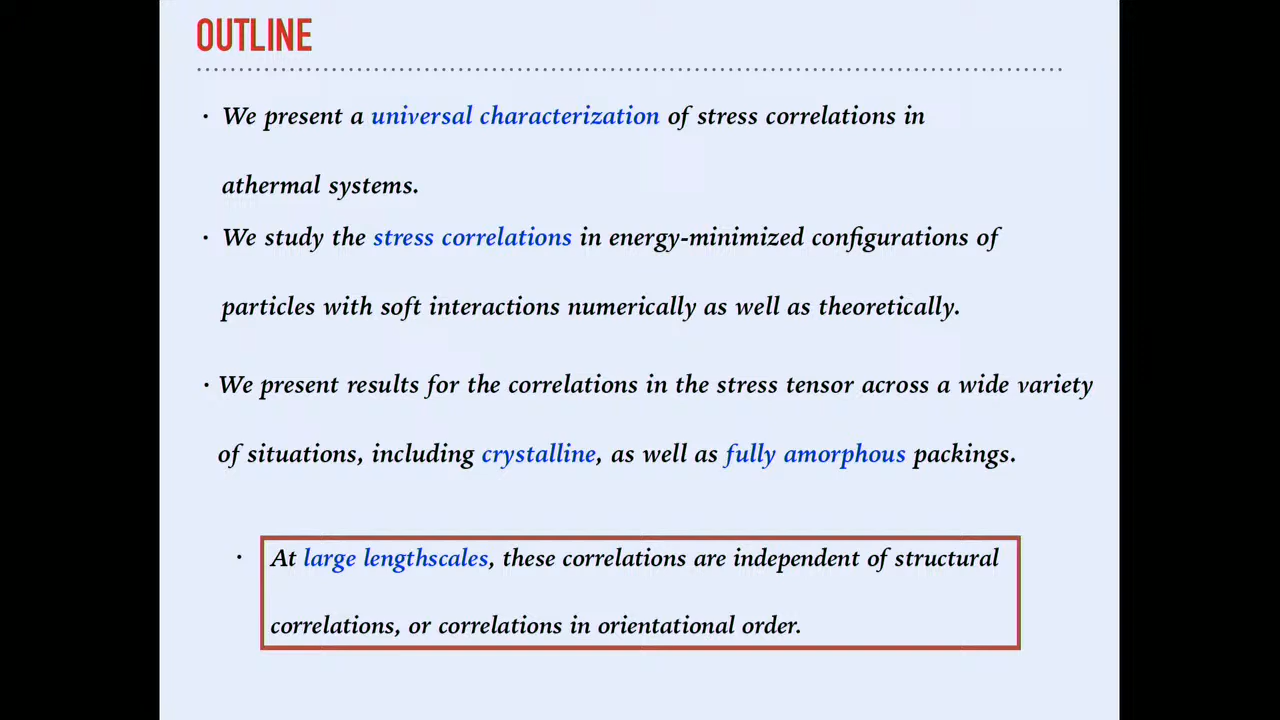 OUTLINE
• We present a universal characterization of stress correlations in
athermal systems.
• We study the stress correlations in energy-minimized configurations of
particles with soft interactions numerically as well as theoretically.
• We present results for the correlations in the stress tensor across a wide variety
of situations, including crystalline, as well as fully amorphous packings.
• At large lengthscales, these correlations are independent of structural
correlations, or correlations in orientational order.